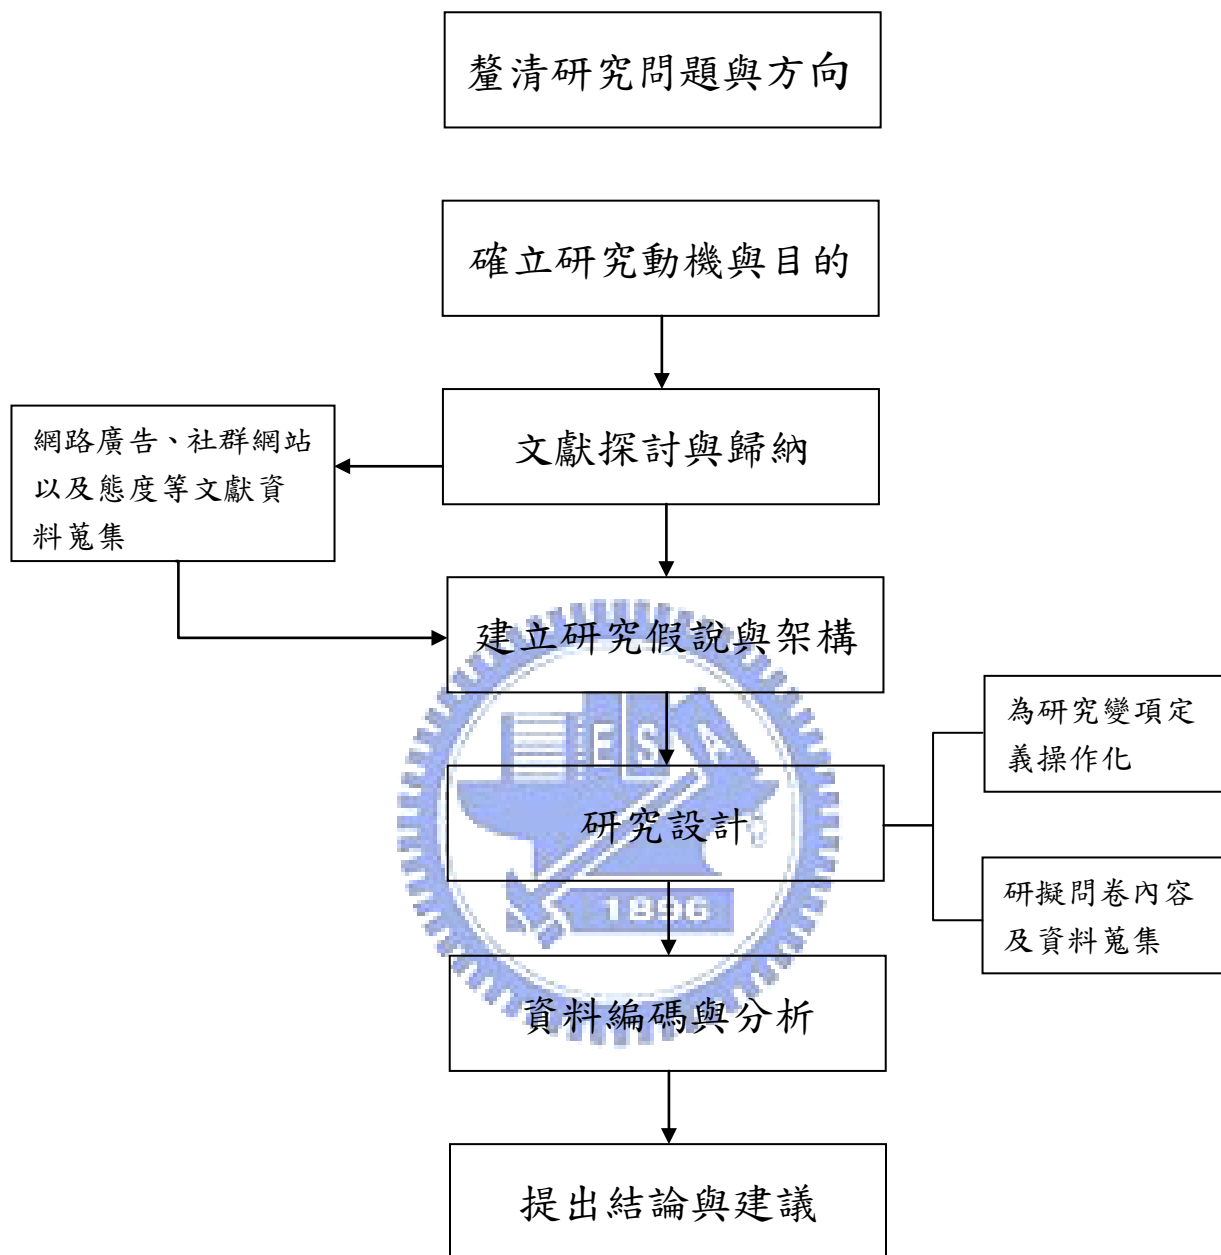 釐清研究問題與方向
確立研究動機與目的
文獻探討與歸納
網路廣告、社群網站
以及態度等文獻資
料蒐集
建立研究假說與架構
ESA
為研究變項定
義操作化
研究設計
研擬問卷內容
及資料蒐集
1896
資料編碼與分析
提出結論與建議